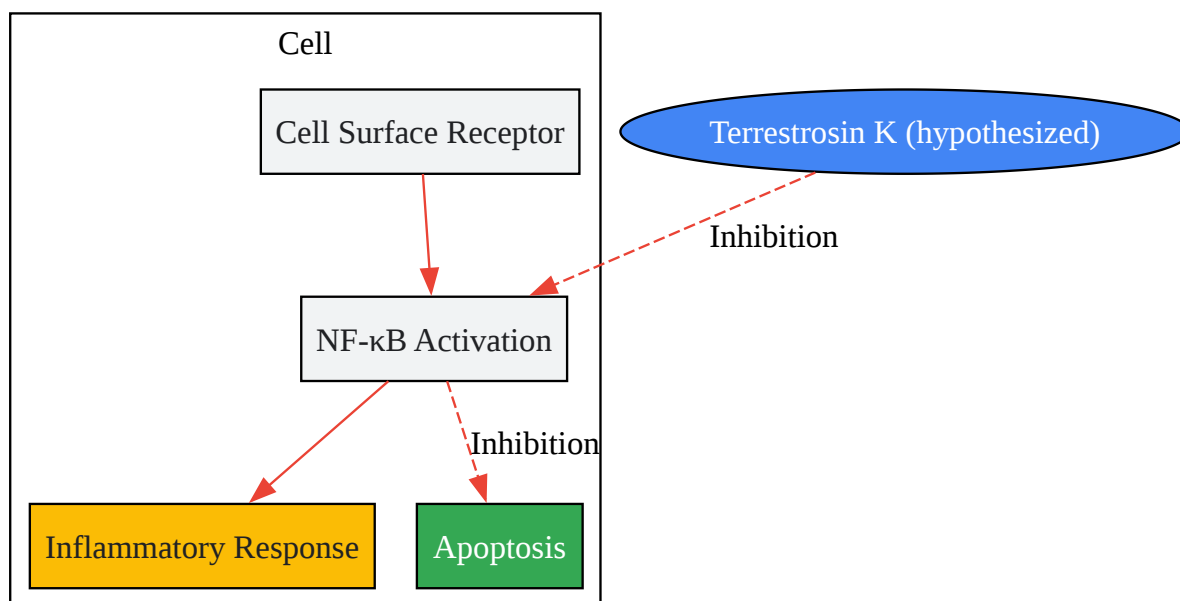 Cell
Cell Surface Receptor
Terrestrosin K (hypothesized)
Inhibition
NF-κB Activation
Inhibition
Inflammatory Response
Apoptosis